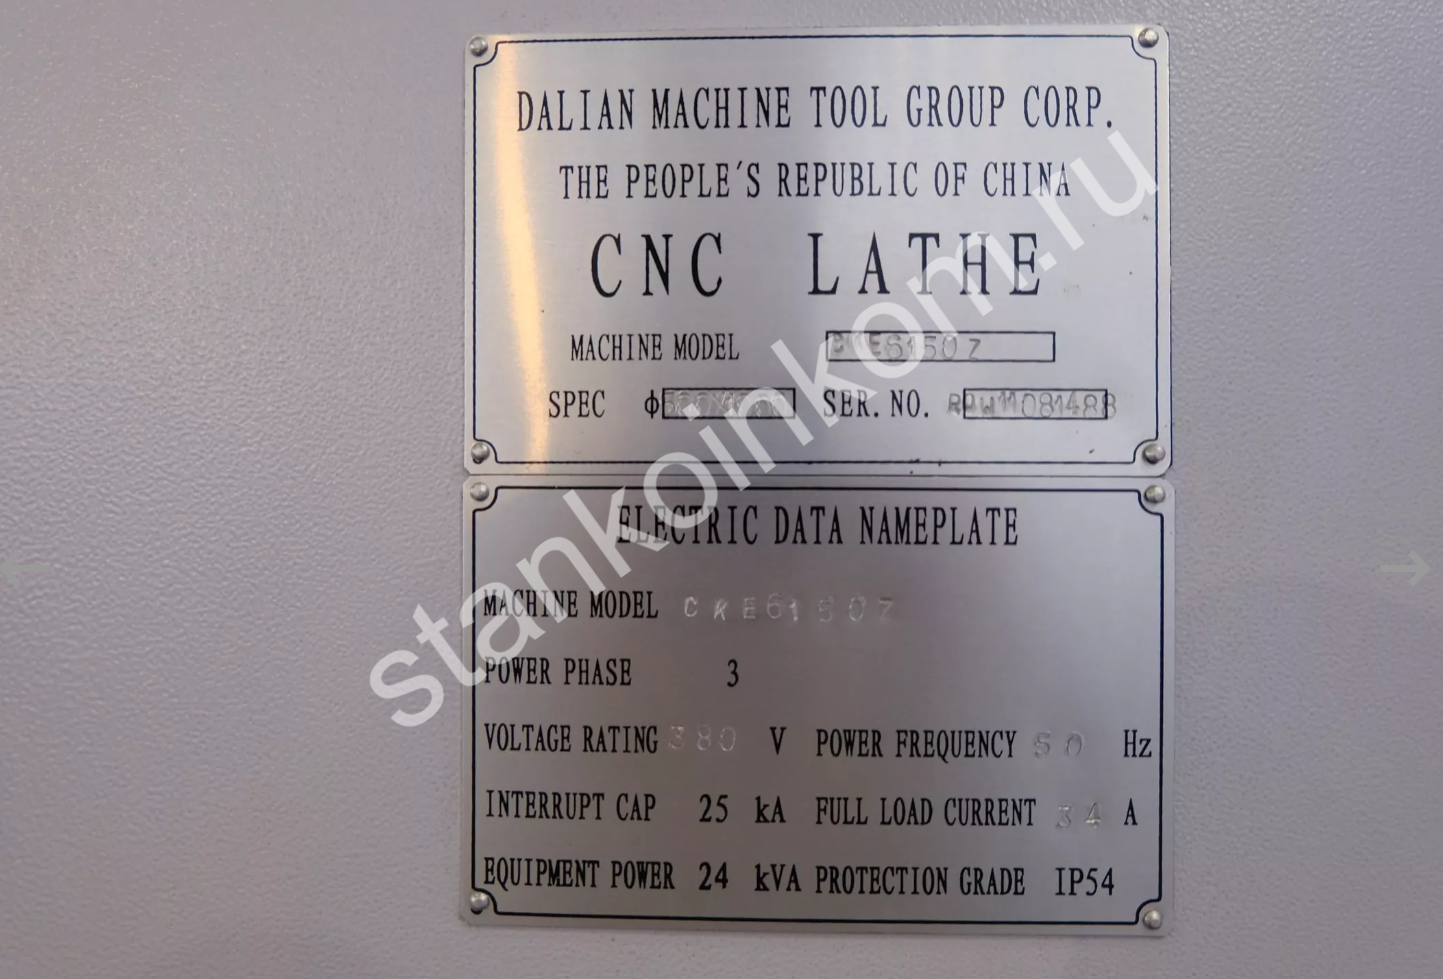 DALIAN MACHINE TOOL GROUP CORP.
THE PEOPLE'S REPUBLIC OF CHINA
CNC LATHE
MACHINE MODEL CKE6150Z
SPEC ϕ SER. NO.
ELECTRIC DATA NAMEPLATE
MACHINE MODEL CKE6150Z
POWER PHASE 3
VOLTAGE RATING 380 V POWER FREQUENCY 50 Hz
INTERRUPT CAP 25 kA FULL LOAD CURRENT 34 A
EQUIPMENT POWER 24 kVA PROTECTION GRADE IP54
stankoinkom.ru